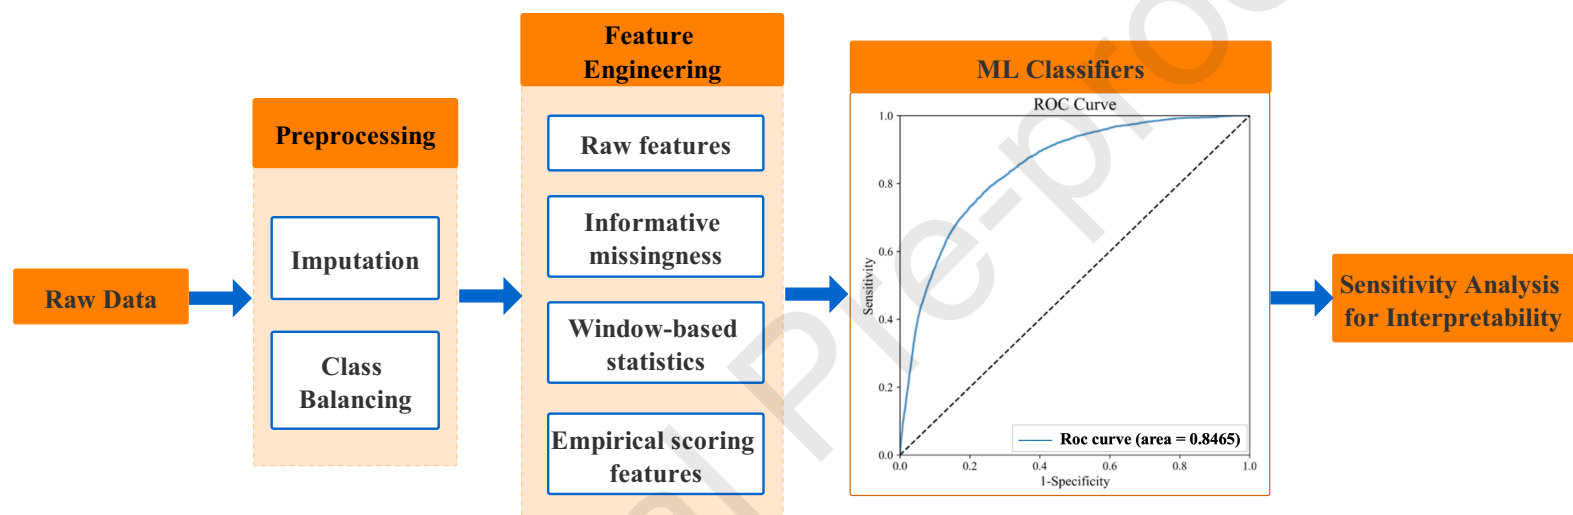 Raw Data
Preprocessing
Imputation
Class
Balancing
Feature
Engineering
Raw features
Informative
missingness
Window-based
statistics
Empirical scoring
features
ML Classifiers
ROC Curve
1.0
0.8
0.6
0.4
0.2
0.0
Sensitivity
Roc curve (area = 0.8465)
0.0 0.2 0.4 0.6 0.8 1.0
1-Specificity
Sensitivity Analysis
for Interpretability
al Pre-proo